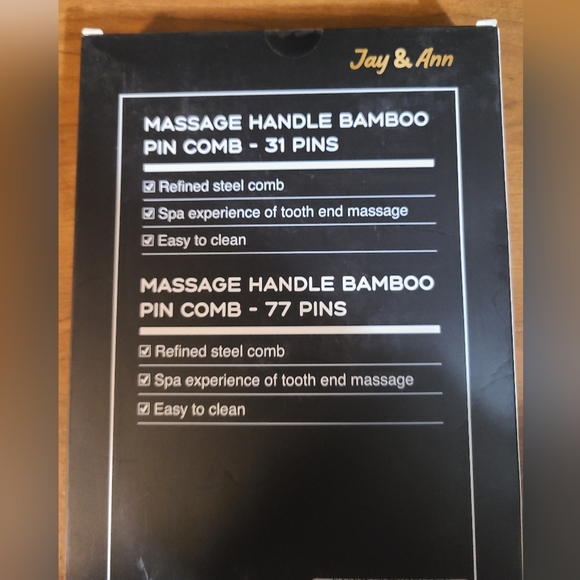 Jay & Ann
MASSAGE HANDLE BAMBOO
PIN COMB - 31 PINS
Refined steel comb
Spa experience of tooth end massage
Easy to clean
MASSAGE HANDLE BAMBOO
PIN COMB - 77 PINS
Refined steel comb
Spa experience of tooth end massage
Easy to clean